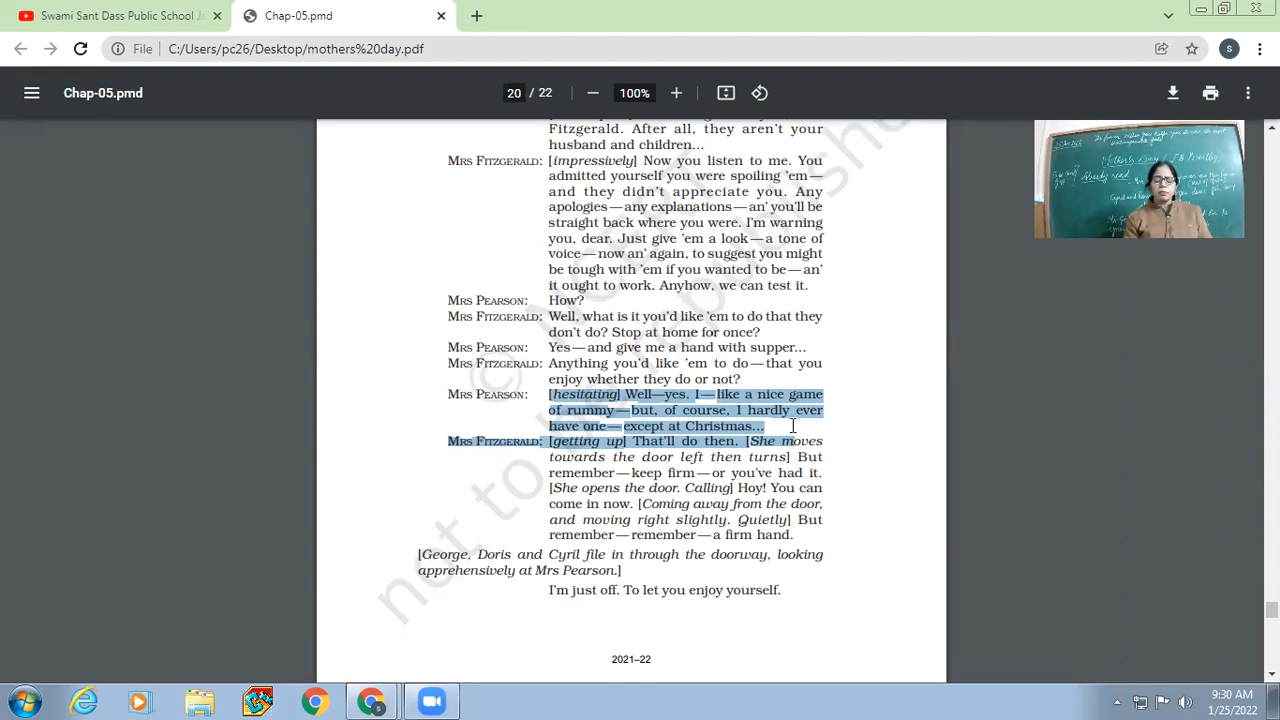 Swami Sant Dass Public School J
Chap-05.pmd
File
C:/Users/pc26/Desktop/mothers%20day.pdf
S
Chap-05.pmd
20 / 22
100%
Fitzgerald. After all, they aren't your
husband and children...
MRS FITZGERALD: [impressively] Now you listen to me. You
admitted yourself you were spoiling 'em—
and they didn't appreciate you. Any
apologies—any explanations—an' you'll be
straight back where you were. I'm warning
you, dear. Just give 'em a look—a tone of
voice—now an' again, to suggest you might
be tough with 'em if you wanted to be—an'
it ought to work. Anyhow, we can test it.
MRS PEARSON: How?
MRS FITZGERALD: Well, what is it you'd like 'em to do that they
don't do? Stop at home for once?
MRS PEARSON: Yes—and give me a hand with supper...
MRS FITZGERALD: Anything you'd like 'em to do—that you
enjoy whether they do or not?
MRS PEARSON: [hesitating] Well—yes. I—like a nice game
of rummy—but, of course, I hardly ever
have one—except at Christmas...
MRS FITZGERALD: [getting up] That'll do then. [She moves
towards the door left then turns] But
remember—keep firm—or you've had it.
[She opens the door. Calling] Hoy! You can
come in now. [Coming away from the door,
and moving right slightly. Quietly] But
remember—remember—a firm hand.
[George, Doris and Cyril file in through the doorway, looking
apprehensively at Mrs Pearson.]
I'm just off. To let you enjoy yourself.
2021–22
© NCERT
not to be republished
Already read
9:30 AM
1/25/2022